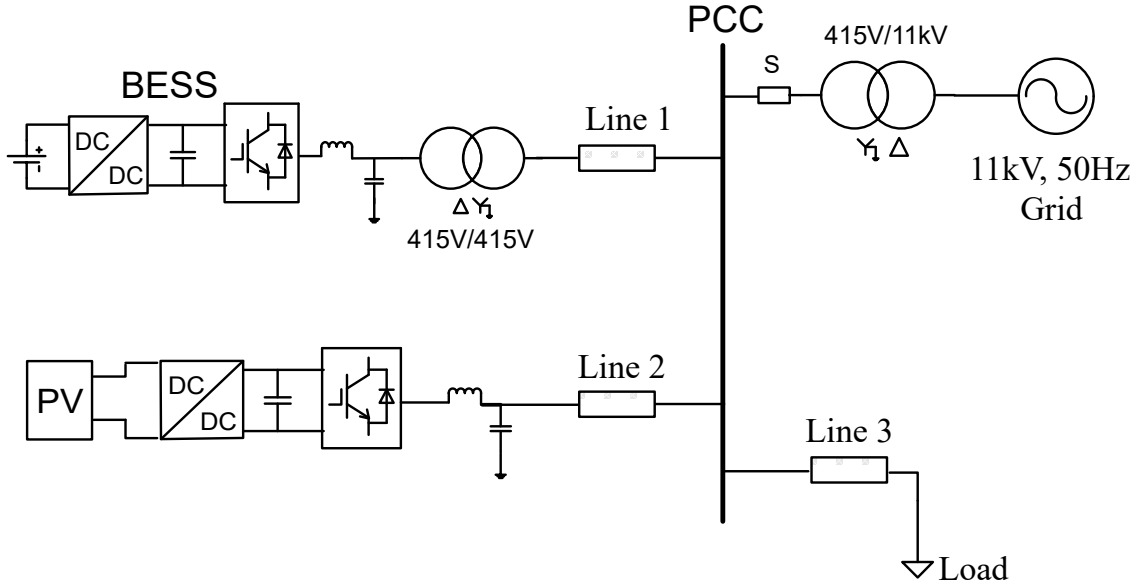 PCC
415V/11kV
S
BESS
Line 1
DC
DC
+
-
Δ
11kV, 50Hz
Grid
Δ
415V/415V
Line 2
PV
DC
DC
Line 3
Load